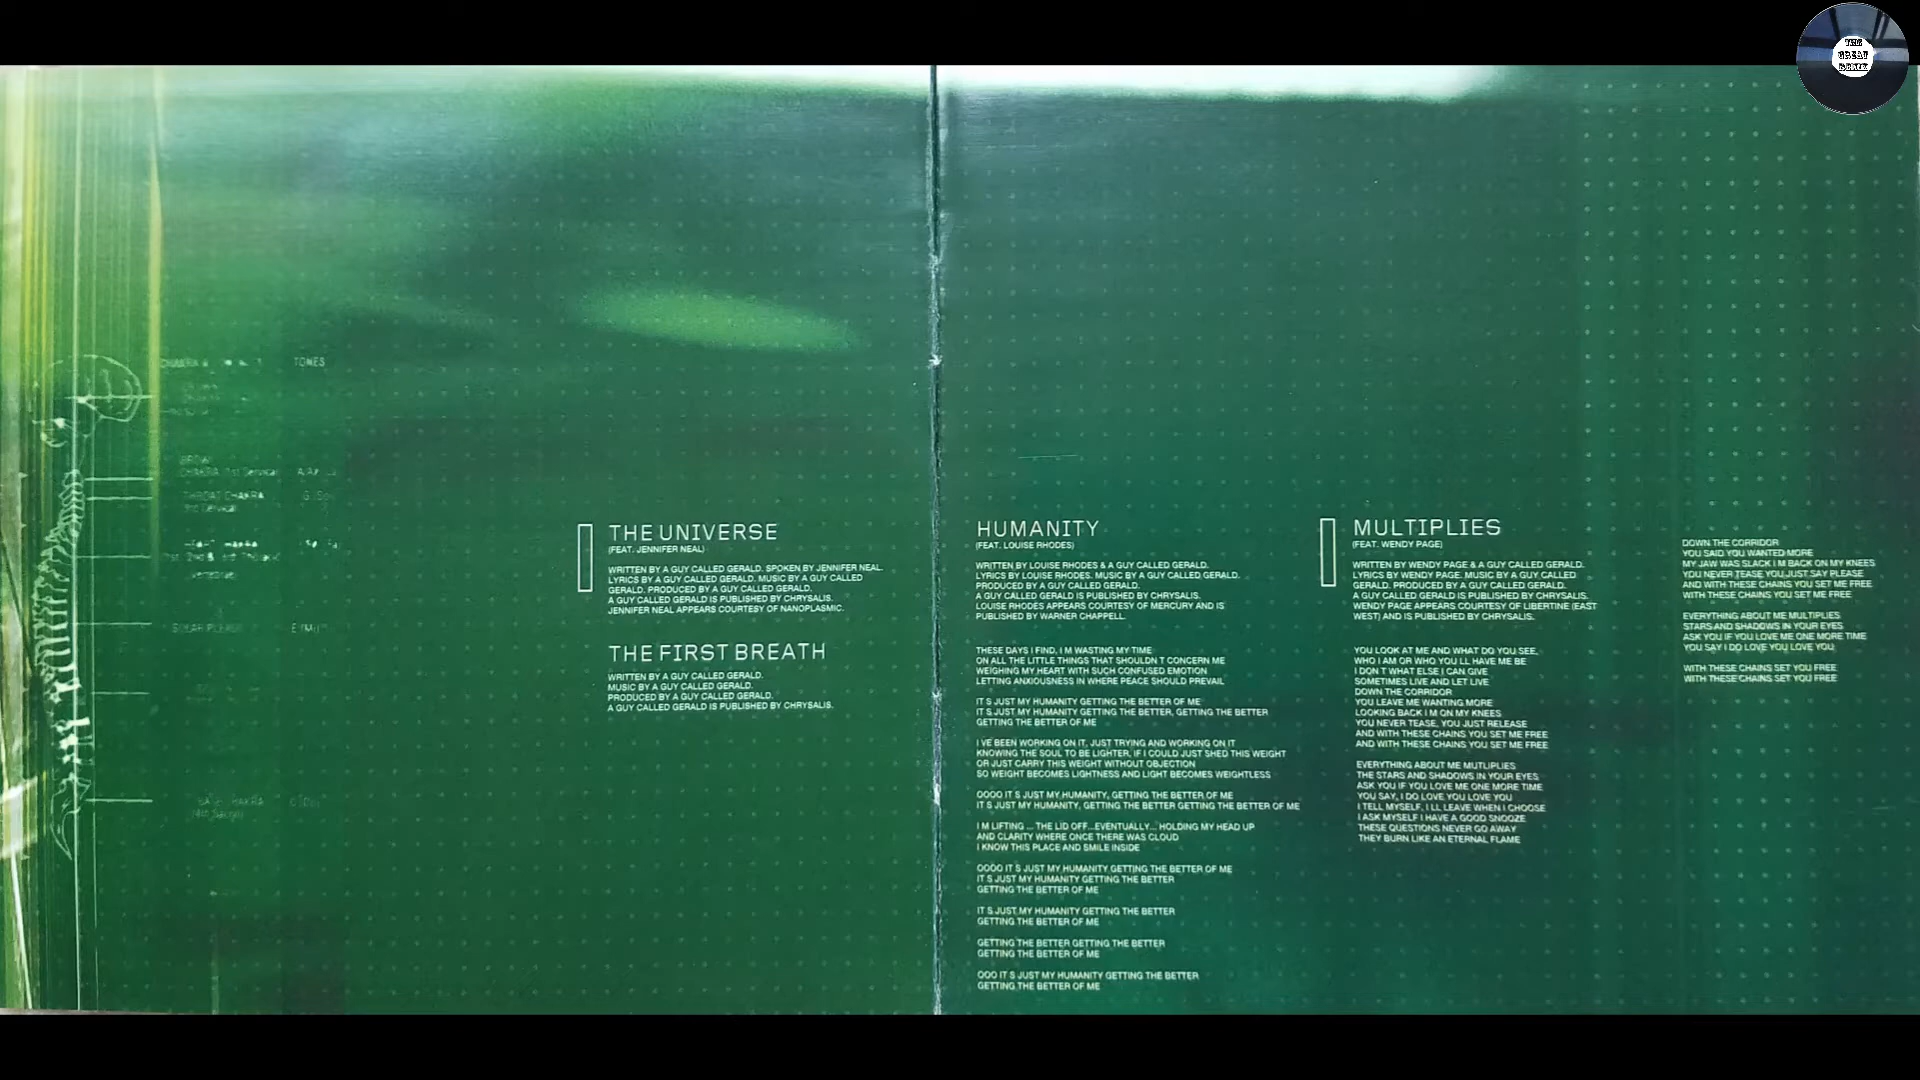 THE
GREAT
REMIX
TONES
BROW
CHAKRA 1st Cervical
THROAT CHAKRA
3rd Cervical
vertebrae
THE UNIVERSE
(FEAT. JENNIFER NEAL)
WRITTEN BY A GUY CALLED GERALD. SPOKEN BY JENNIFER NEAL.
LYRICS BY A GUY CALLED GERALD. MUSIC BY A GUY CALLED
GERALD. PRODUCED BY A GUY CALLED GERALD.
A GUY CALLED GERALD IS PUBLISHED BY CHRYSALIS.
JENNIFER NEAL APPEARS COURTESY OF NANOPLASMIC.
THE FIRST BREATH
WRITTEN BY A GUY CALLED GERALD.
MUSIC BY A GUY CALLED GERALD.
PRODUCED BY A GUY CALLED GERALD.
A GUY CALLED GERALD IS PUBLISHED BY CHRYSALIS.
HUMANITY
(FEAT. LOUISE RHODES)
WRITTEN BY LOUISE RHODES & A GUY CALLED GERALD.
LYRICS BY LOUISE RHODES. MUSIC BY A GUY CALLED GERALD.
PRODUCED BY A GUY CALLED GERALD.
A GUY CALLED GERALD IS PUBLISHED BY CHRYSALIS.
LOUISE RHODES APPEARS COURTESY OF MERCURY AND IS
PUBLISHED BY WARNER CHAPPELL.
THESE DAYS I FIND, I M WASTING MY TIME
ON ALL THE LITTLE THINGS THAT SHOULDN T CONCERN ME
WEIGHING MY HEART WITH SUCH CONFUSED EMOTION
LETTING ANXIOUSNESS IN WHERE PEACE SHOULD PREVAIL
IT S JUST MY HUMANITY GETTING THE BETTER OF ME
IT S JUST MY HUMANITY GETTING THE BETTER, GETTING THE BETTER
GETTING THE BETTER OF ME
I VE BEEN WORKING ON IT, JUST TRYING AND WORKING ON IT
KNOWING THE SOUL TO BE LIGHTER, IF I COULD JUST SHED THIS WEIGHT
OR JUST CARRY THIS WEIGHT WITHOUT OBJECTION
SO WEIGHT BECOMES LIGHTNESS AND LIGHT BECOMES WEIGHTLESS
OOOO IT S JUST MY HUMANITY, GETTING THE BETTER OF ME
IT S JUST MY HUMANITY, GETTING THE BETTER GETTING THE BETTER OF ME
I M LIFTING ... THE LID OFF...EVENTUALLY... HOLDING MY HEAD UP
AND CLARITY WHERE ONCE THERE WAS CLOUD
I KNOW THIS PLACE AND SMILE INSIDE
OOOO IT S JUST MY HUMANITY GETTING THE BETTER OF ME
IT S JUST MY HUMANITY GETTING THE BETTER
GETTING THE BETTER OF ME
IT S JUST MY HUMANITY GETTING THE BETTER
GETTING THE BETTER OF ME
GETTING THE BETTER GETTING THE BETTER
GETTING THE BETTER OF ME
OOO IT S JUST MY HUMANITY GETTING THE BETTER
GETTING THE BETTER OF ME
MULTIPLIES
(FEAT. WENDY PAGE)
WRITTEN BY WENDY PAGE & A GUY CALLED GERALD.
LYRICS BY WENDY PAGE. MUSIC BY A GUY CALLED
GERALD. PRODUCED BY A GUY CALLED GERALD.
A GUY CALLED GERALD IS PUBLISHED BY CHRYSALIS.
WENDY PAGE APPEARS COURTESY OF LIBERTINE (EAST
WEST) AND IS PUBLISHED BY CHRYSALIS.
YOU LOOK AT ME AND WHAT DO YOU SEE,
WHO I AM OR WHO YOU LL HAVE ME BE
I DON T WHAT ELSE I CAN GIVE
SOMETIMES LIVE AND LET LIVE
DOWN THE CORRIDOR
YOU LEAVE ME WANTING MORE
LOOKING BACK I M ON MY KNEES
YOU NEVER TEASE, YOU JUST RELEASE
AND WITH THESE CHAINS YOU SET ME FREE
AND WITH THESE CHAINS YOU SET ME FREE
EVERYTHING ABOUT ME MUTLIPLIES
THE STARS AND SHADOWS IN YOUR EYES
ASK YOU IF YOU LOVE ME ONE MORE TIME
YOU SAY, I DO LOVE YOU LOVE YOU
I TELL MYSELF, I LL LEAVE WHEN I CHOOSE
I ASK MYSELF I HAVE A GOOD SNOOZE
THESE QUESTIONS NEVER GO AWAY
THEY BURN LIKE AN ETERNAL FLAME
DOWN THE CORRIDOR
YOU SAID YOU WANTED MORE
MY JAW WAS SLACK I M BACK ON MY KNEES
YOU NEVER TEASE YOU JUST SAY PLEASE
AND WITH THESE CHAINS YOU SET ME FREE
WITH THESE CHAINS YOU SET ME FREE
EVERYTHING ABOUT ME MULTIPLIES
STARS AND SHADOWS IN YOUR EYES
ASK YOU IF YOU LOVE ME ONE MORE TIME
YOU SAY I DO LOVE YOU LOVE YOU
WITH THESE CHAINS SET YOU FREE
WITH THESE CHAINS SET YOU FREE